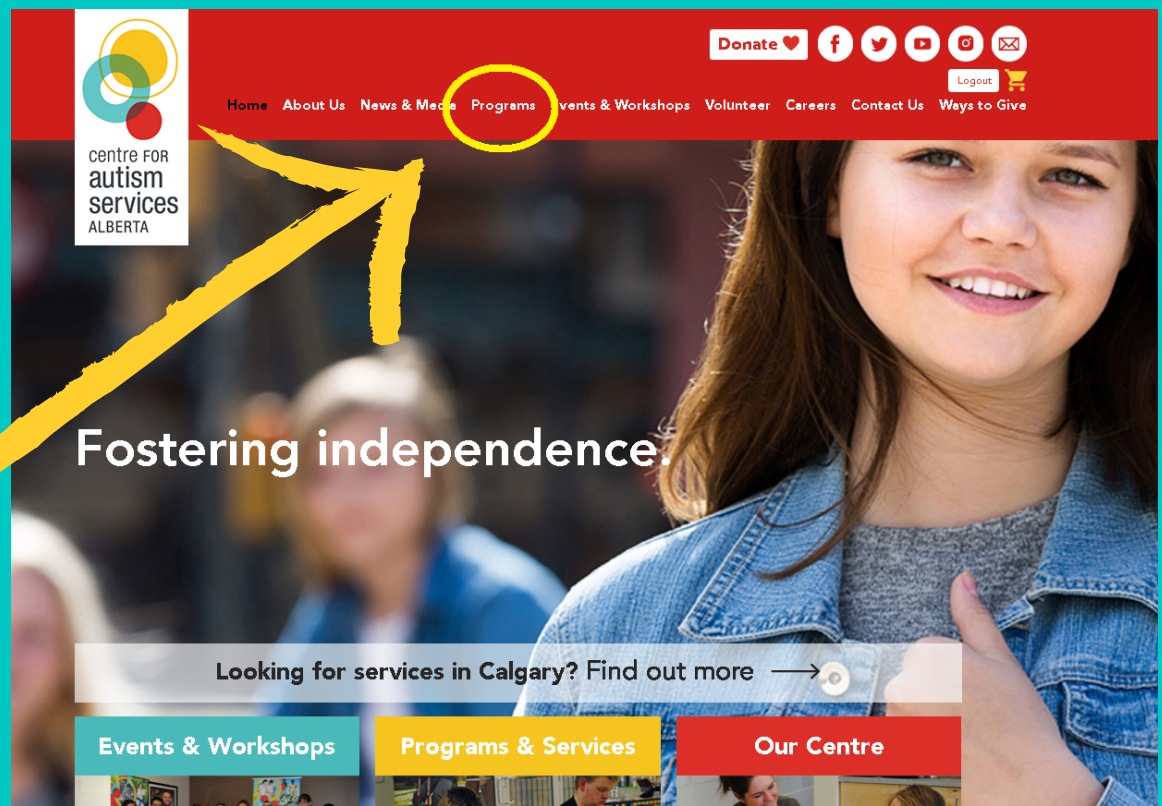 Donate
Logout
Home About Us News & Media Programs Events & Workshops Volunteer Careers Contact Us Ways to Give
centre FOR
autism
services
ALBERTA
Fostering independence.
Looking for services in Calgary? Find out more
Events & Workshops Programs & Services Our Centre